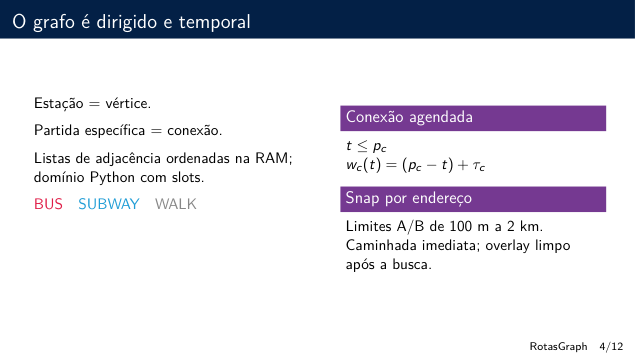 O grafo é dirigido e temporal
Estação = vértice.
Partida específica = conexão.
Listas de adjacência ordenadas na RAM;
domínio Python com slots.
BUS SUBWAY WALK
Conexão agendada
t ≤ p_c
w_c(t) = (p_c − t) + τ_c
Snap por endereço
Limites A/B de 100 m a 2 km.
Caminhada imediata; overlay limpo
após a busca.
RotasGraph 4/12